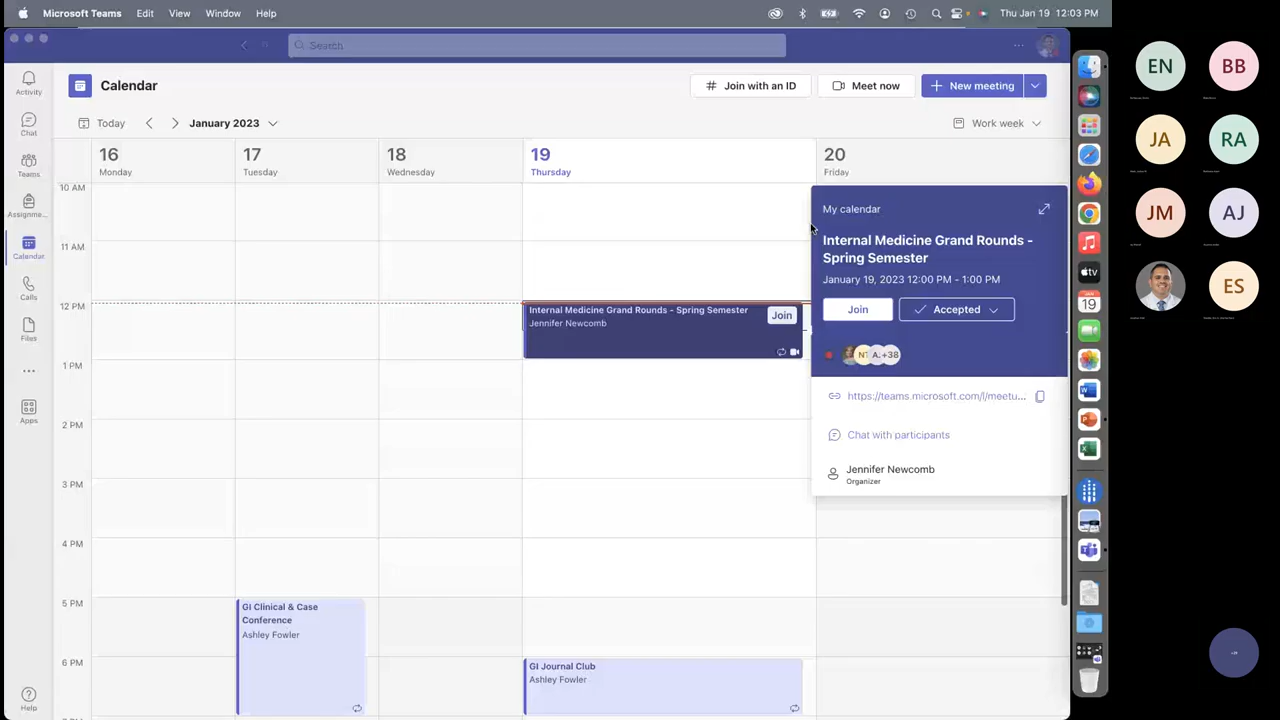 Microsoft Teams Edit View Window Help
Thu Jan 19 12:03 PM
Search
Activity
Chat
Teams
Assignme...
Calendar
Calls
Files
Apps
Help
Calendar
Join with an ID
Meet now
New meeting
Today
January 2023
Work week
16
Monday
17
Tuesday
18
Wednesday
19
Thursday
20
Friday
10 AM
11 AM
12 PM
1 PM
2 PM
3 PM
4 PM
5 PM
6 PM
Internal Medicine Grand Rounds - Spring Semester
Jennifer Newcomb
Join
GI Clinical & Case
Conference
Ashley Fowler
GI Journal Club
Ashley Fowler
My calendar
Internal Medicine Grand Rounds -
Spring Semester
January 19, 2023 12:00 PM - 1:00 PM
Join
Accepted
+38
https://teams.microsoft.com/l/meetu...
Chat with participants
Jennifer Newcomb
Organizer
JAN
19
EN
BB
JA
RA
JM
AJ
ES